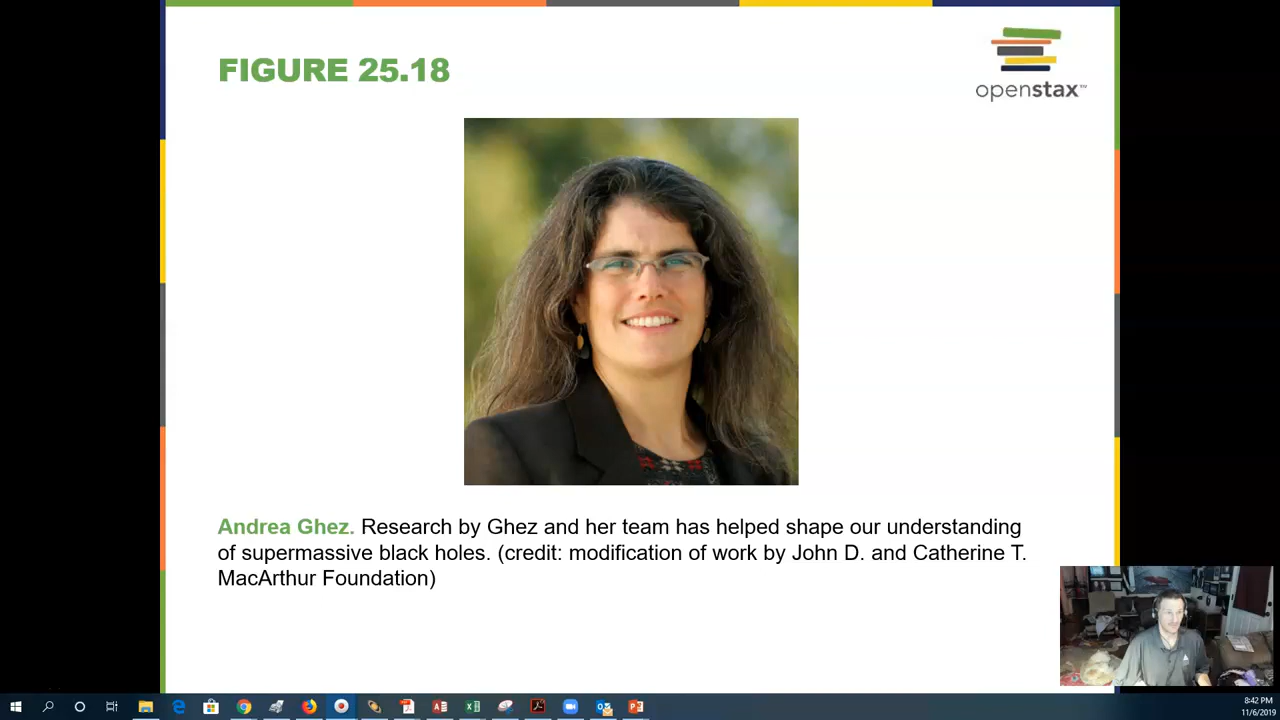 FIGURE 25.18
openstax™
Andrea Ghez. Research by Ghez and her team has helped shape our understanding
of supermassive black holes. (credit: modification of work by John D. and Catherine T.
MacArthur Foundation)
8:42 PM
11/6/2019